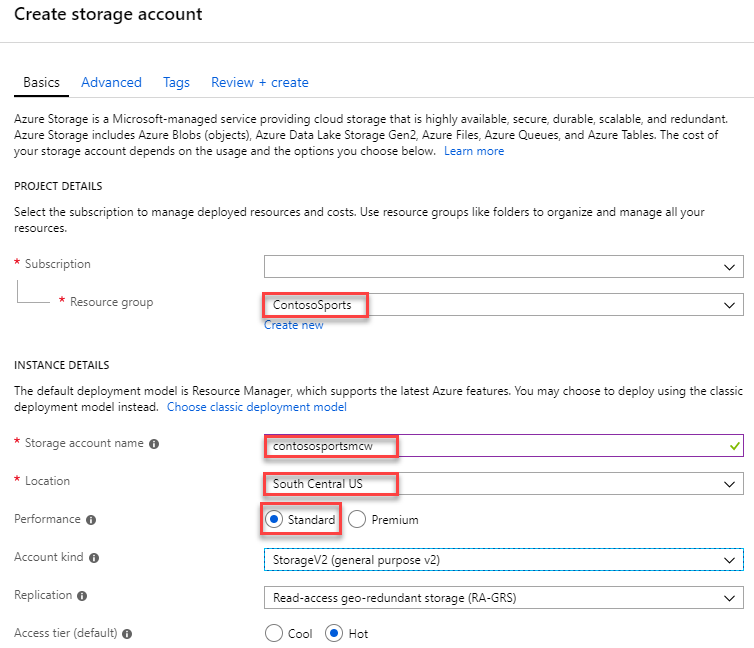 Create storage account
Basics Advanced Tags Review + create
Azure Storage is a Microsoft-managed service providing cloud storage that is highly available, secure, durable, scalable, and redundant.
Azure Storage includes Azure Blobs (objects), Azure Data Lake Storage Gen2, Azure Files, Azure Queues, and Azure Tables. The cost of
your storage account depends on the usage and the options you choose below. Learn more
PROJECT DETAILS
Select the subscription to manage deployed resources and costs. Use resource groups like folders to organize and manage all your
resources.
* Subscription
* Resource group ContosoSports
Create new
INSTANCE DETAILS
The default deployment model is Resource Manager, which supports the latest Azure features. You may choose to deploy using the classic
deployment model instead. Choose classic deployment model
* Storage account name contososportsmcw
* Location South Central US
Performance Standard Premium
Account kind StorageV2 (general purpose v2)
Replication Read-access geo-redundant storage (RA-GRS)
Access tier (default) Cool Hot